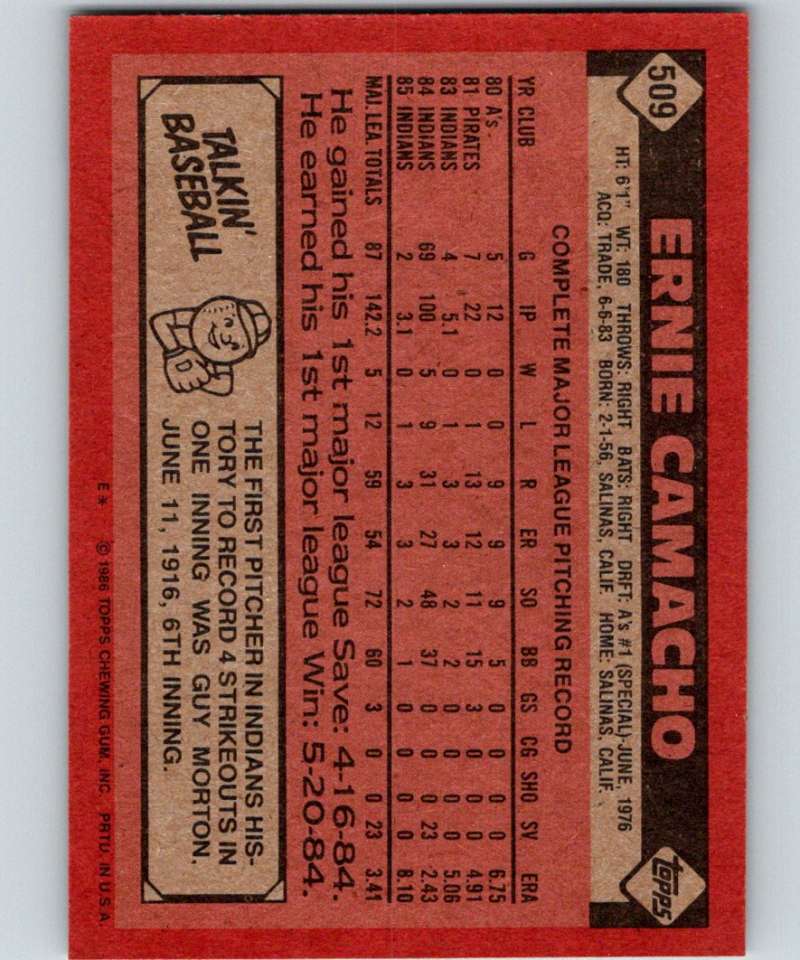 509
ERNIE CAMACHO
topps
HT: 6'1" WT: 180 THROWS: RIGHT BATS: RIGHT DRFT: A's #1 (SPECIAL)-JUNE, 1976
ACQ: TRADE, 6-6-83 BORN: 2-1-56, SALINAS, CALIF. HOME: SALINAS, CALIF.
COMPLETE MAJOR LEAGUE PITCHING RECORD
YR CLUB G IP W L R ER SO BB GS CG SHO SV ERA
80 A's 5 12 0 0 9 9 9 5 0 0 0 0 6.75
81 PIRATES 7 22 0 1 13 12 11 15 3 0 0 0 4.91
83 INDIANS 4 5.1 0 1 3 3 2 2 0 0 0 0 5.06
84 INDIANS 69 100 5 9 31 27 48 37 0 0 0 23 2.43
85 INDIANS 2 3.1 0 1 3 3 2 1 0 0 0 0 8.10
MAJ. LEA. TOTALS 87 142.2 5 12 59 54 72 60 3 0 0 23 3.41
He gained his 1st major league Save: 4-16-84.
He earned his 1st major league Win: 5-20-84.
TALKIN'
BASEBALL
THE FIRST PITCHER IN INDIANS HIS-
TORY TO RECORD 4 STRIKEOUTS IN
ONE INNING WAS GUY MORTON.
JUNE 11, 1916, 6TH INNING.
E* © 1986 TOPPS CHEWING GUM, INC. PRTD. IN U.S.A.